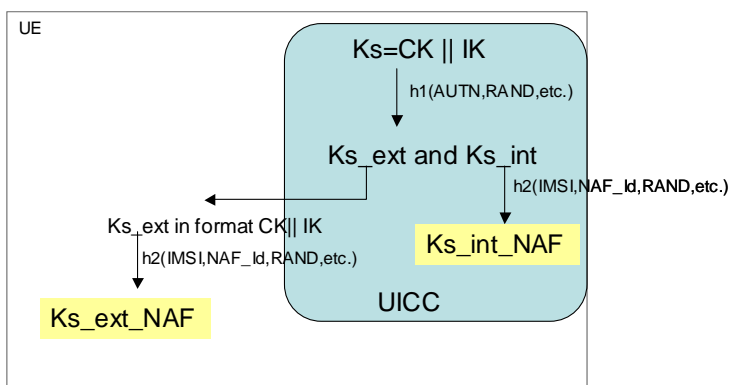 UE
Ks=CK || IK
h1(AUTN,RAND,etc.)
Ks_ext and Ks_int
h2(IMSI,NAF_Id,RAND,etc.)
Ks_ext in format CK|| IK
h2(IMSI,NAF_Id,RAND,etc.)
Ks_int_NAF
UICC
Ks_ext_NAF